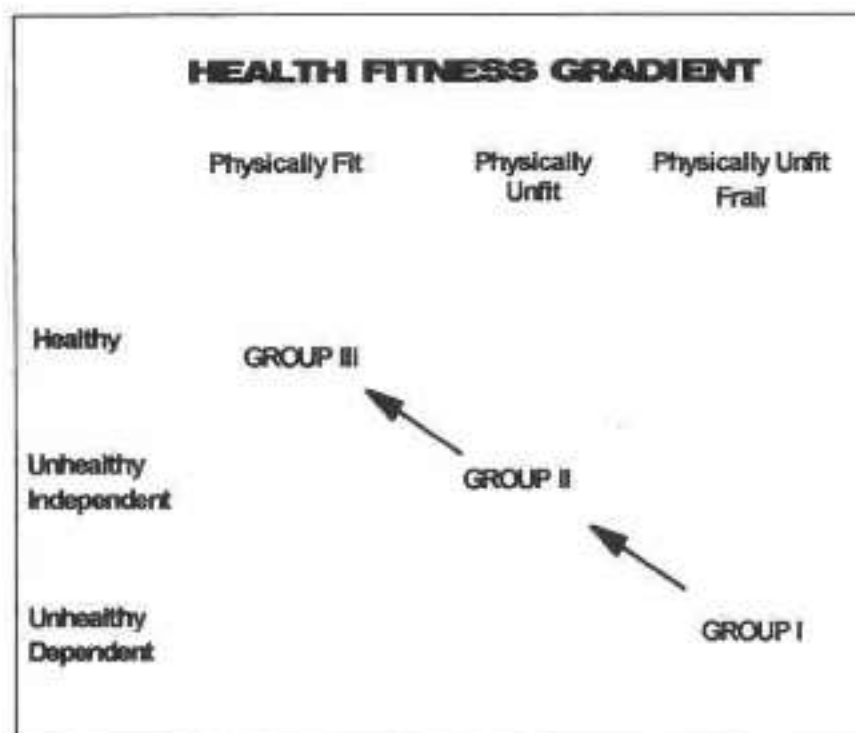 HEALTH FITNESS GRADIENT
Physically Fit
Physically
Unfit
Physically Unfit
Frail
Healthy
GROUP III
Unhealthy
Independent
GROUP II
Unhealthy
Dependent
GROUP I